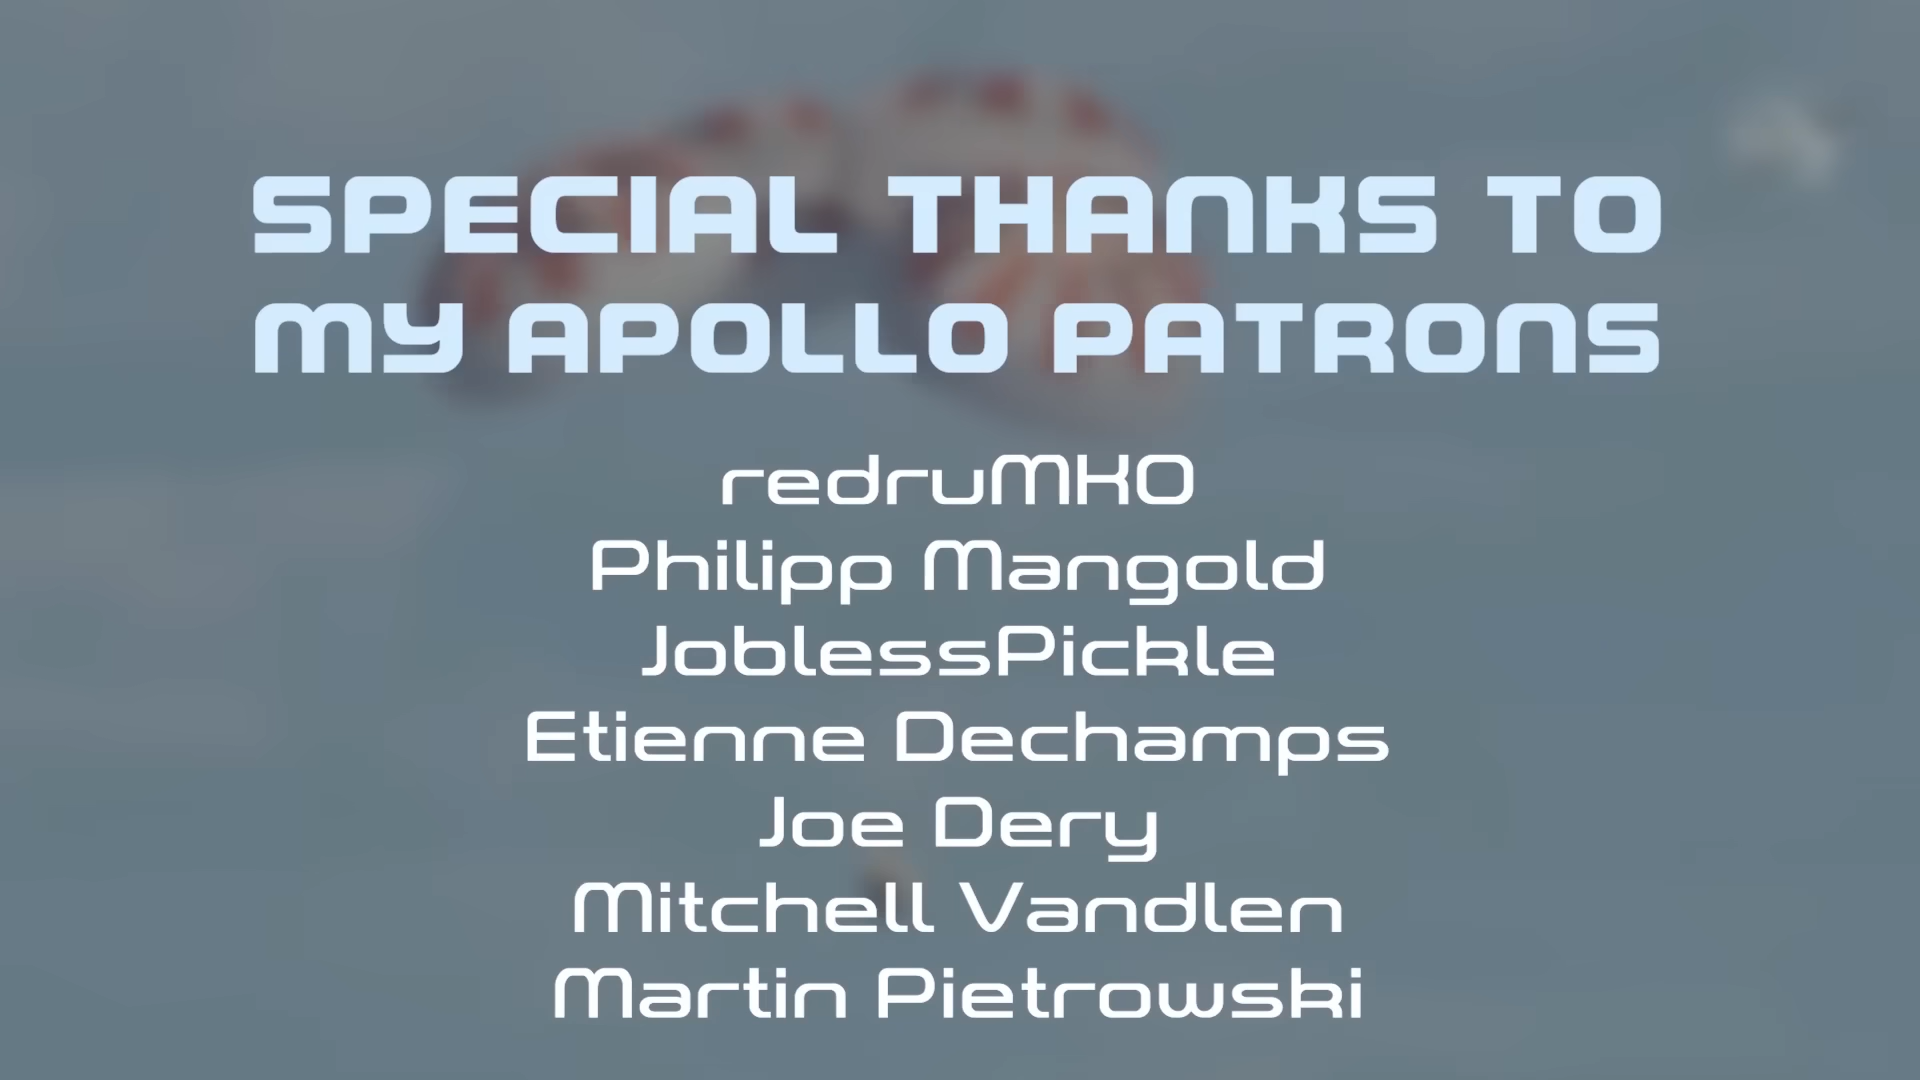 SPECIAL THANKS TO
MY APOLLO PATRONS
redruMKO
Philipp Mangold
JoblessPickle
Etienne Dechamps
Joe Dery
Mitchell Vandlen
Martin Pietrowski